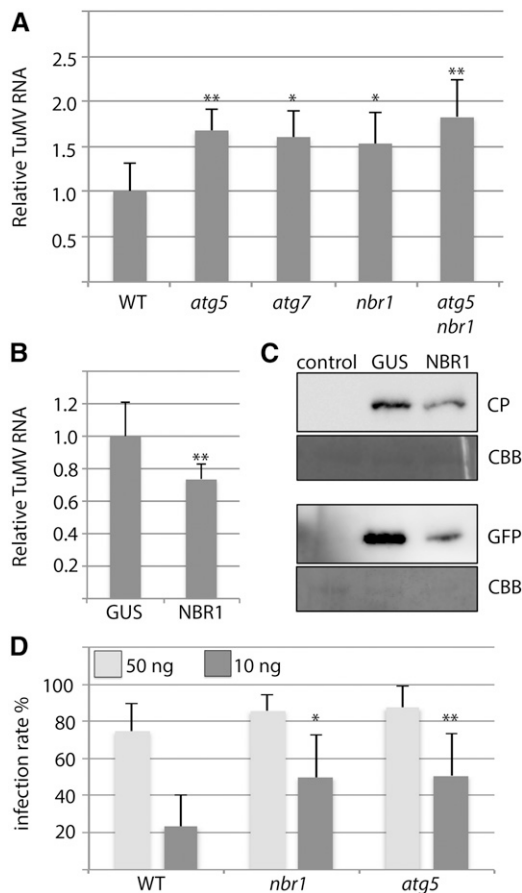 A
Relative TuMV RNA
2.5
2.0
1.5
1.0
0.5
**
*
*
**
WT
atg5
atg7
nbr1
atg5
nbr1
B
Relative TuMV RNA
1.2
1.0
0.8
0.6
0.4
0.2
**
GUS
NBR1
C
control GUS NBR1
CP
CBB
GFP
CBB
D
50 ng
10 ng
infection rate %
100
80
60
40
20
*
**
WT
nbr1
atg5